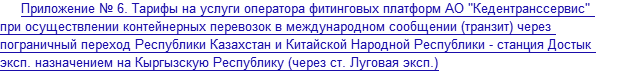 Приложение № 6. Тарифы на услуги оператора фитинговых платформ АО "Кедентранссервис"
при осуществлении контейнерных перевозок в международном сообщении (транзит) через
пограничный переход Республики Казахстан и Китайской Народной Республики - станция Достык
эксп. назначением на Кыргызскую Республику (через ст. Луговая эксп.)